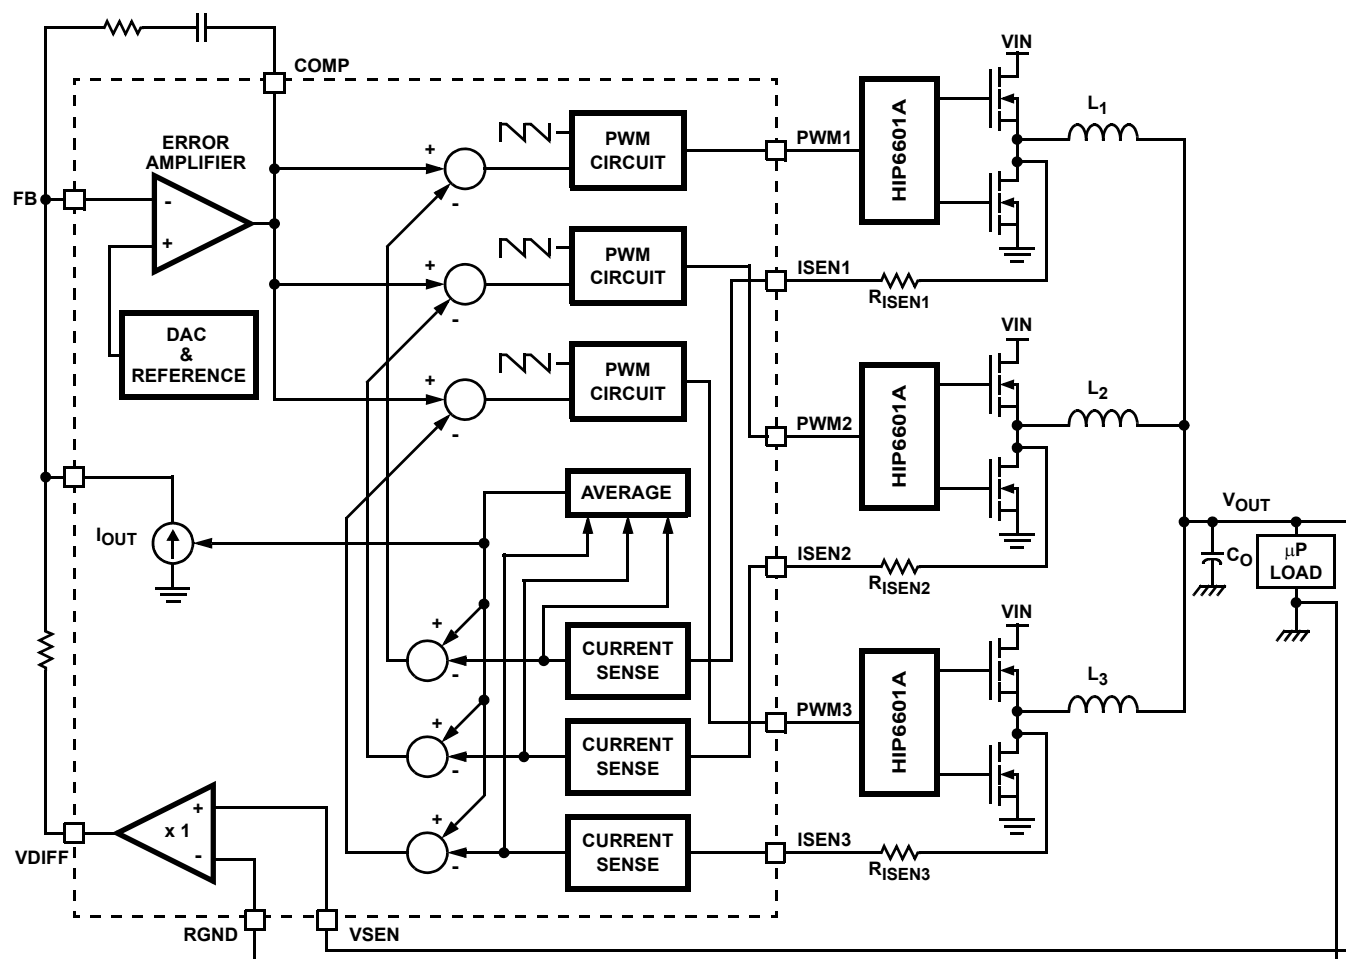 COMP
VIN
ERROR
AMPLIFIER
PWM
CIRCUIT
PWM1
HIP6601A
L1
FB
-
+
+
-
PWM
CIRCUIT
+
-
ISEN1
RISEN1
DAC
&
REFERENCE
PWM
CIRCUIT
+
-
VIN
PWM2
HIP6601A
L2
AVERAGE
IOUT
VOUT
CO
µP
LOAD
ISEN2
RISEN2
+
-
CURRENT
SENSE
VIN
PWM3
HIP6601A
L3
+
-
CURRENT
SENSE
+
-
x 1
VDIFF
+
-
CURRENT
SENSE
ISEN3
RISEN3
RGND
VSEN